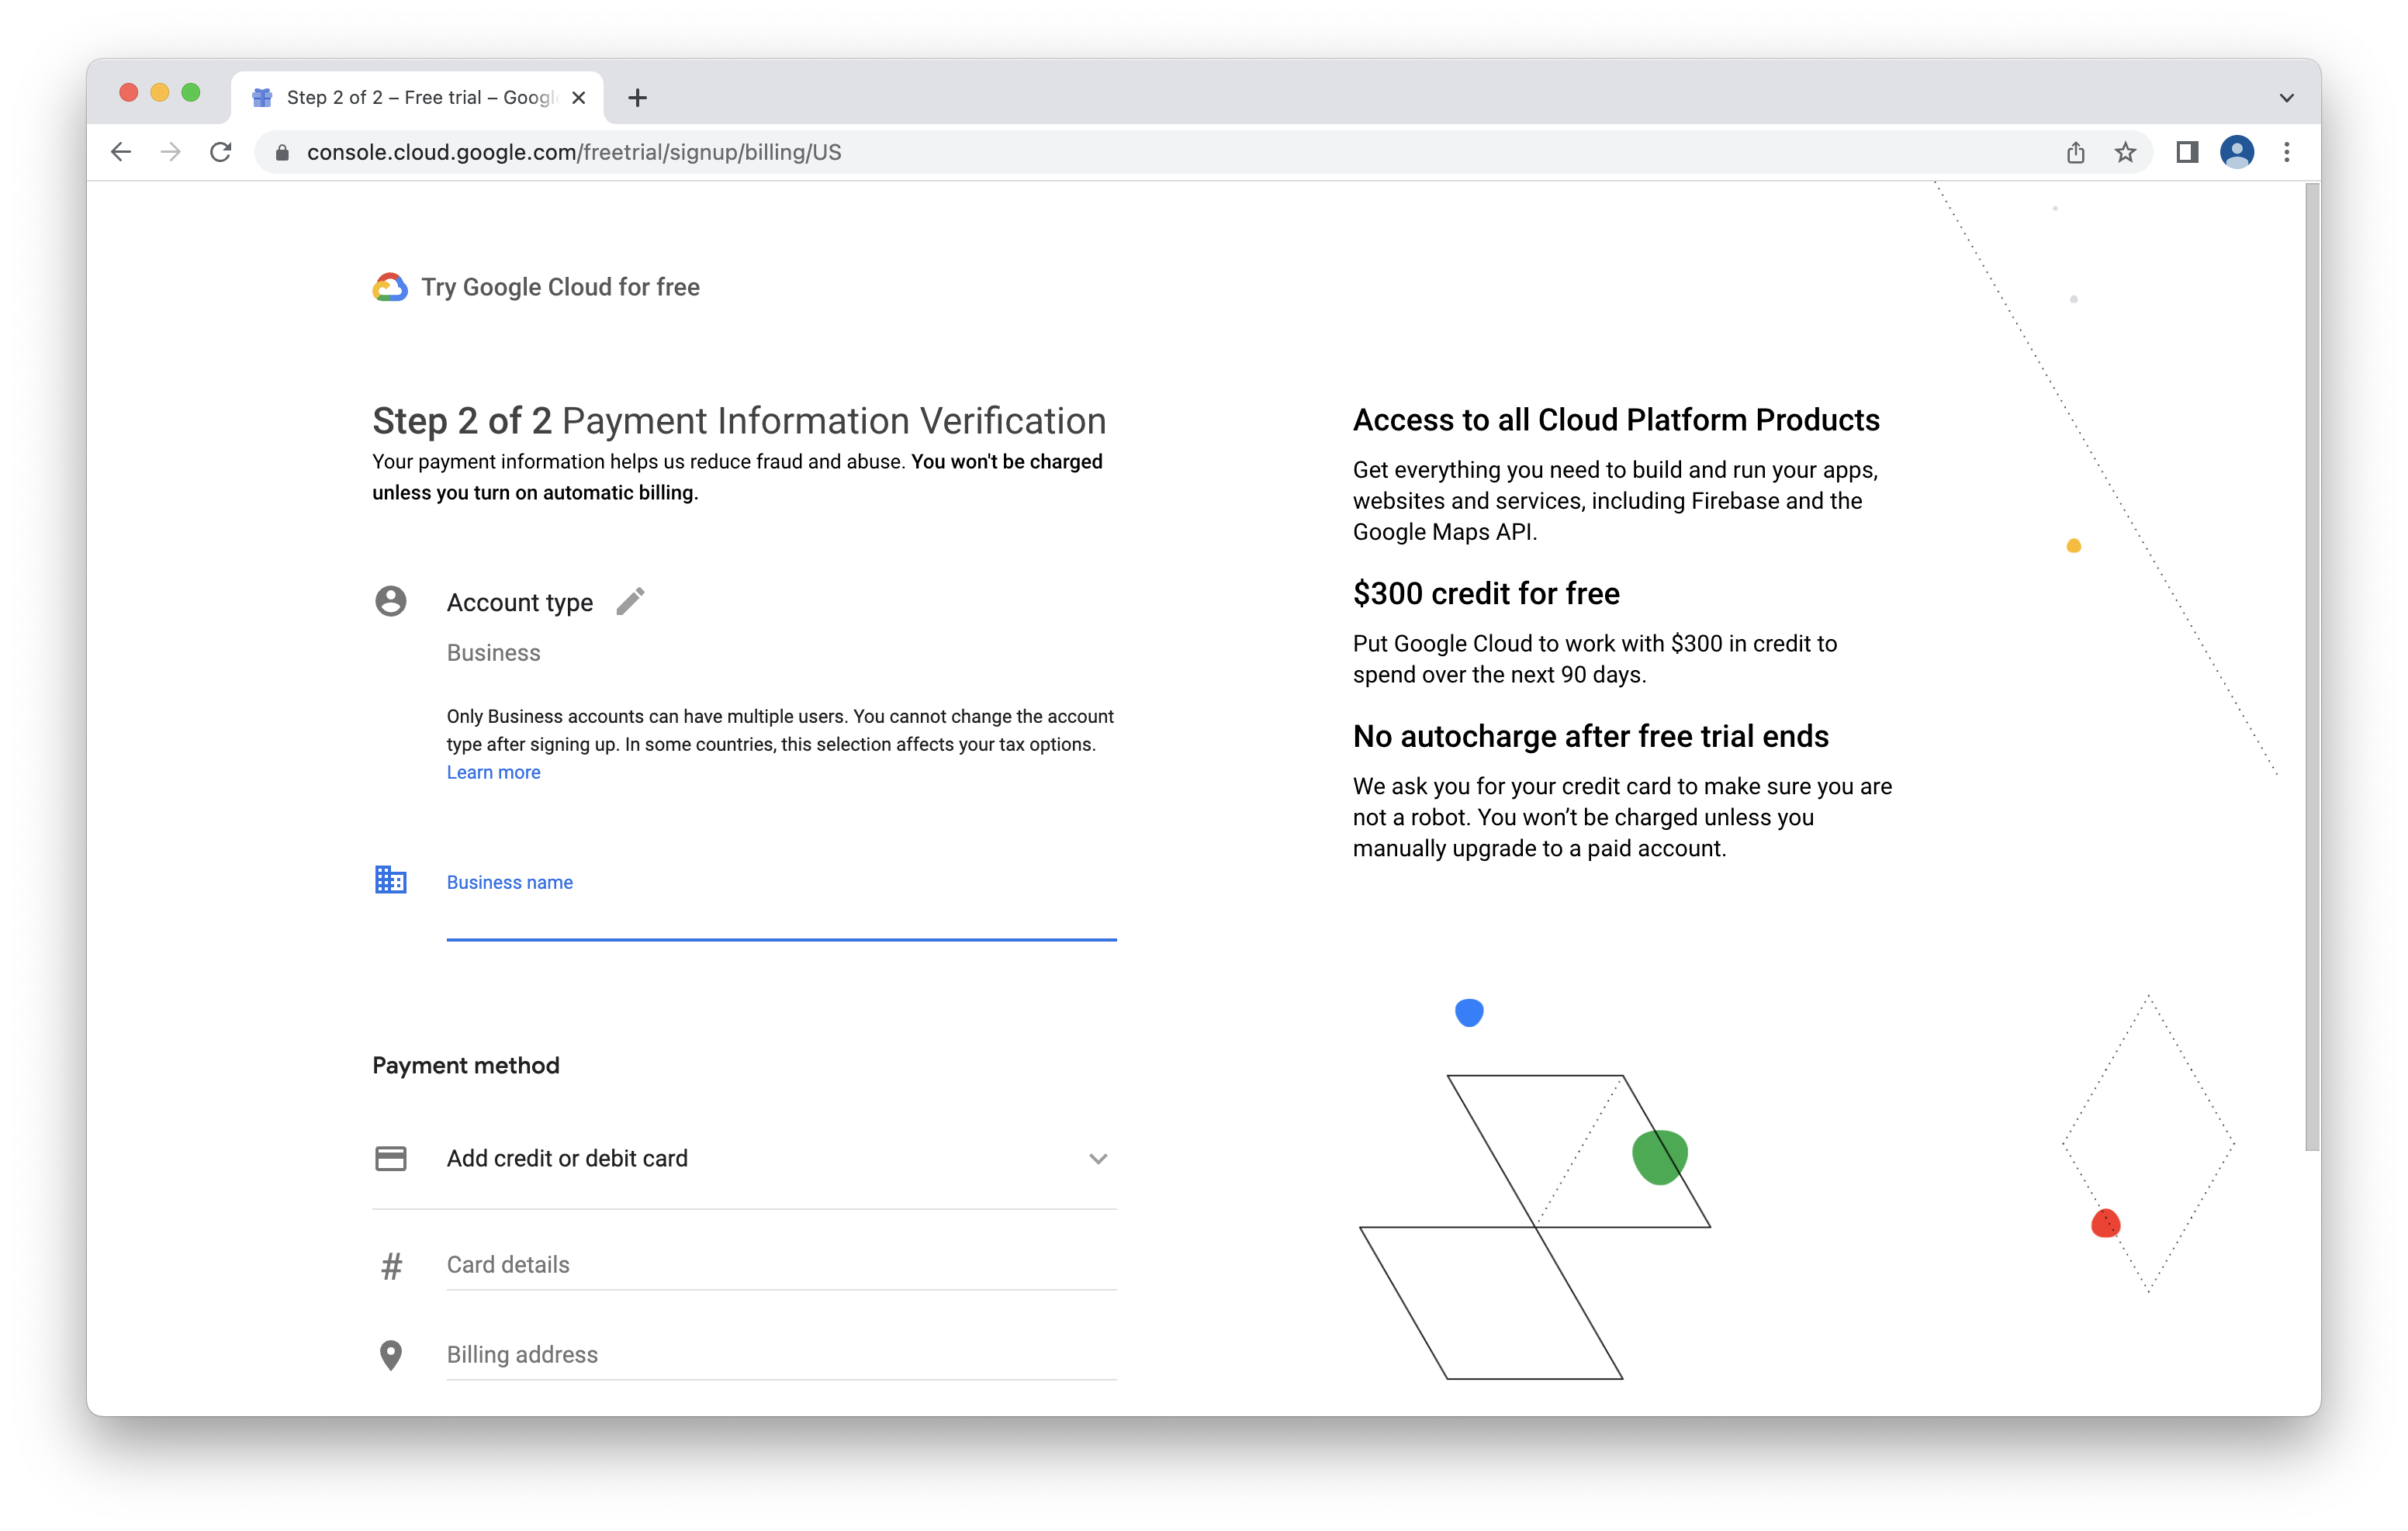 Step 2 of 2 – Free trial – Googl
console.cloud.google.com/freetrial/signup/billing/US
Try Google Cloud for free
Step 2 of 2 Payment Information Verification
Your payment information helps us reduce fraud and abuse. You won't be charged
unless you turn on automatic billing.
Account type
Business
Only Business accounts can have multiple users. You cannot change the account
type after signing up. In some countries, this selection affects your tax options.
Learn more
Business name
Payment method
Add credit or debit card
# Card details
Billing address
Access to all Cloud Platform Products
Get everything you need to build and run your apps,
websites and services, including Firebase and the
Google Maps API.
$300 credit for free
Put Google Cloud to work with $300 in credit to
spend over the next 90 days.
No autocharge after free trial ends
We ask you for your credit card to make sure you are
not a robot. You won’t be charged unless you
manually upgrade to a paid account.